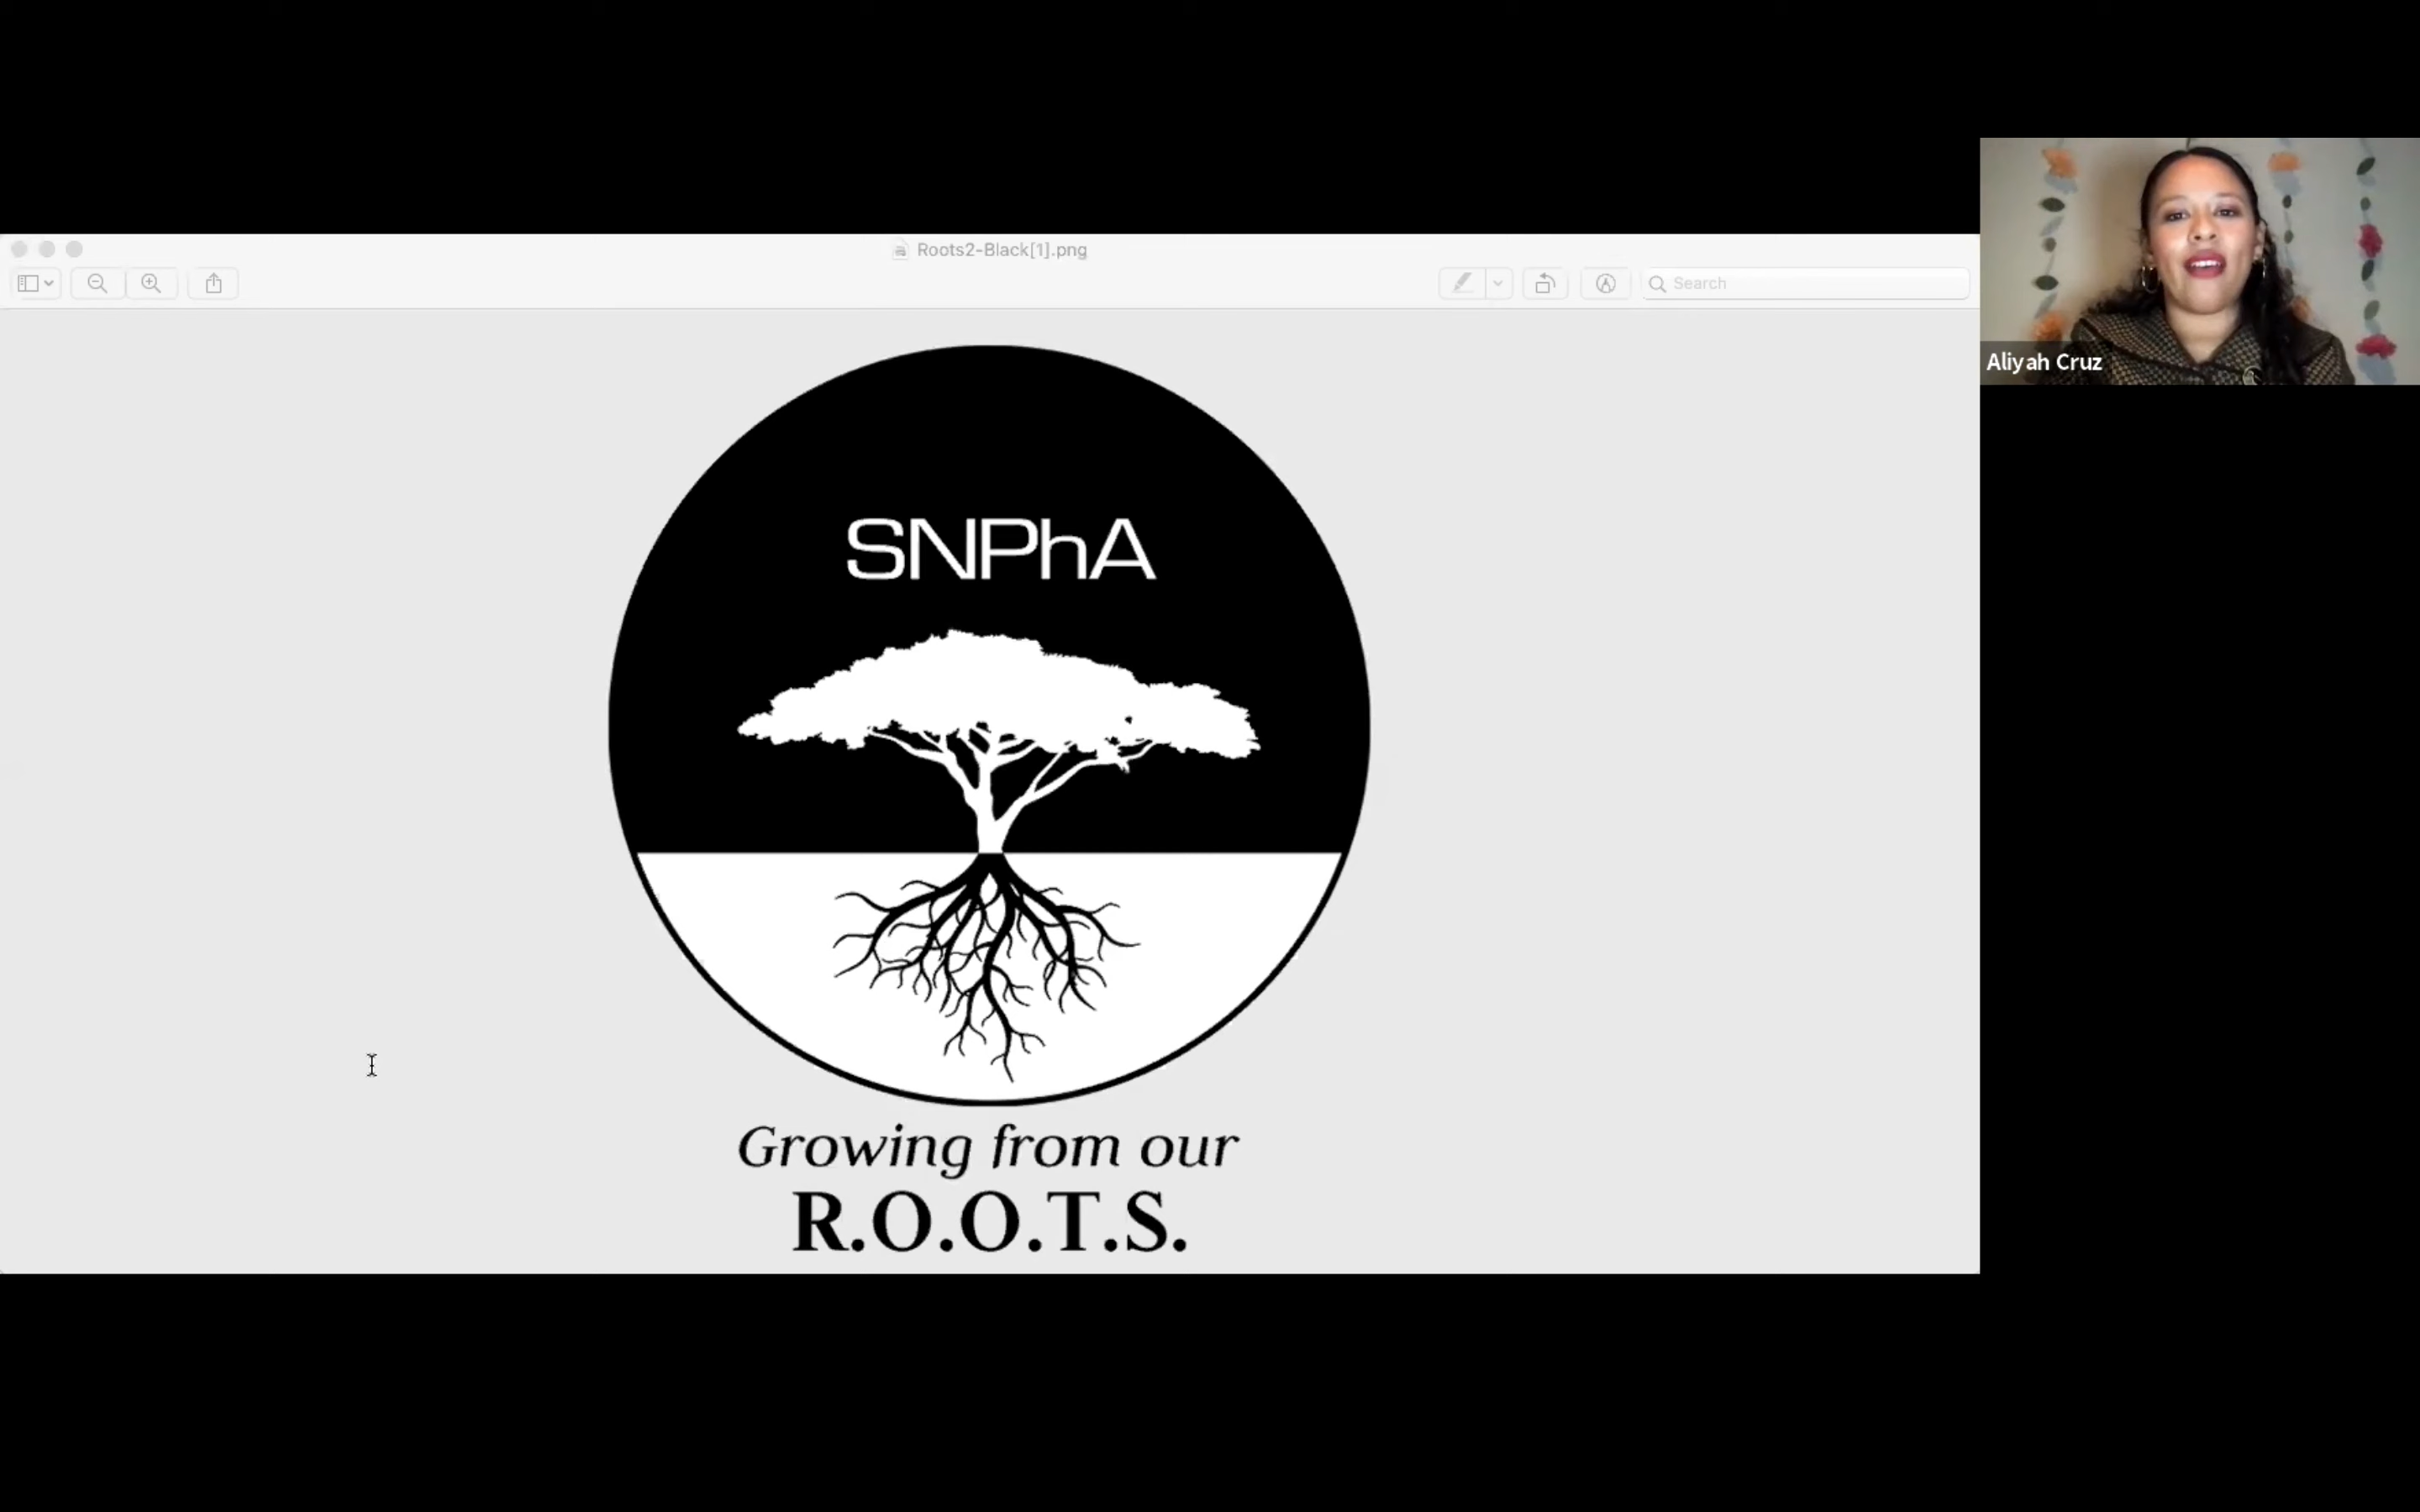 Roots2-Black[1].png
Search
Aliyah Cruz
SNPhA
Growing from our
R.O.O.T.S.